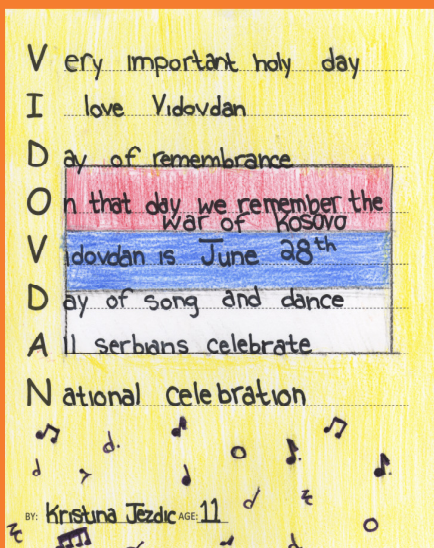 Very important holy day
I love Vidovdan
Day of remembrance
On that day we remember the
war of Kosovo
Vidovdan is June 28th
Day of song and dance
All serbians celebrate
National celebration
BY: Kristina Jezdic AGE: 11